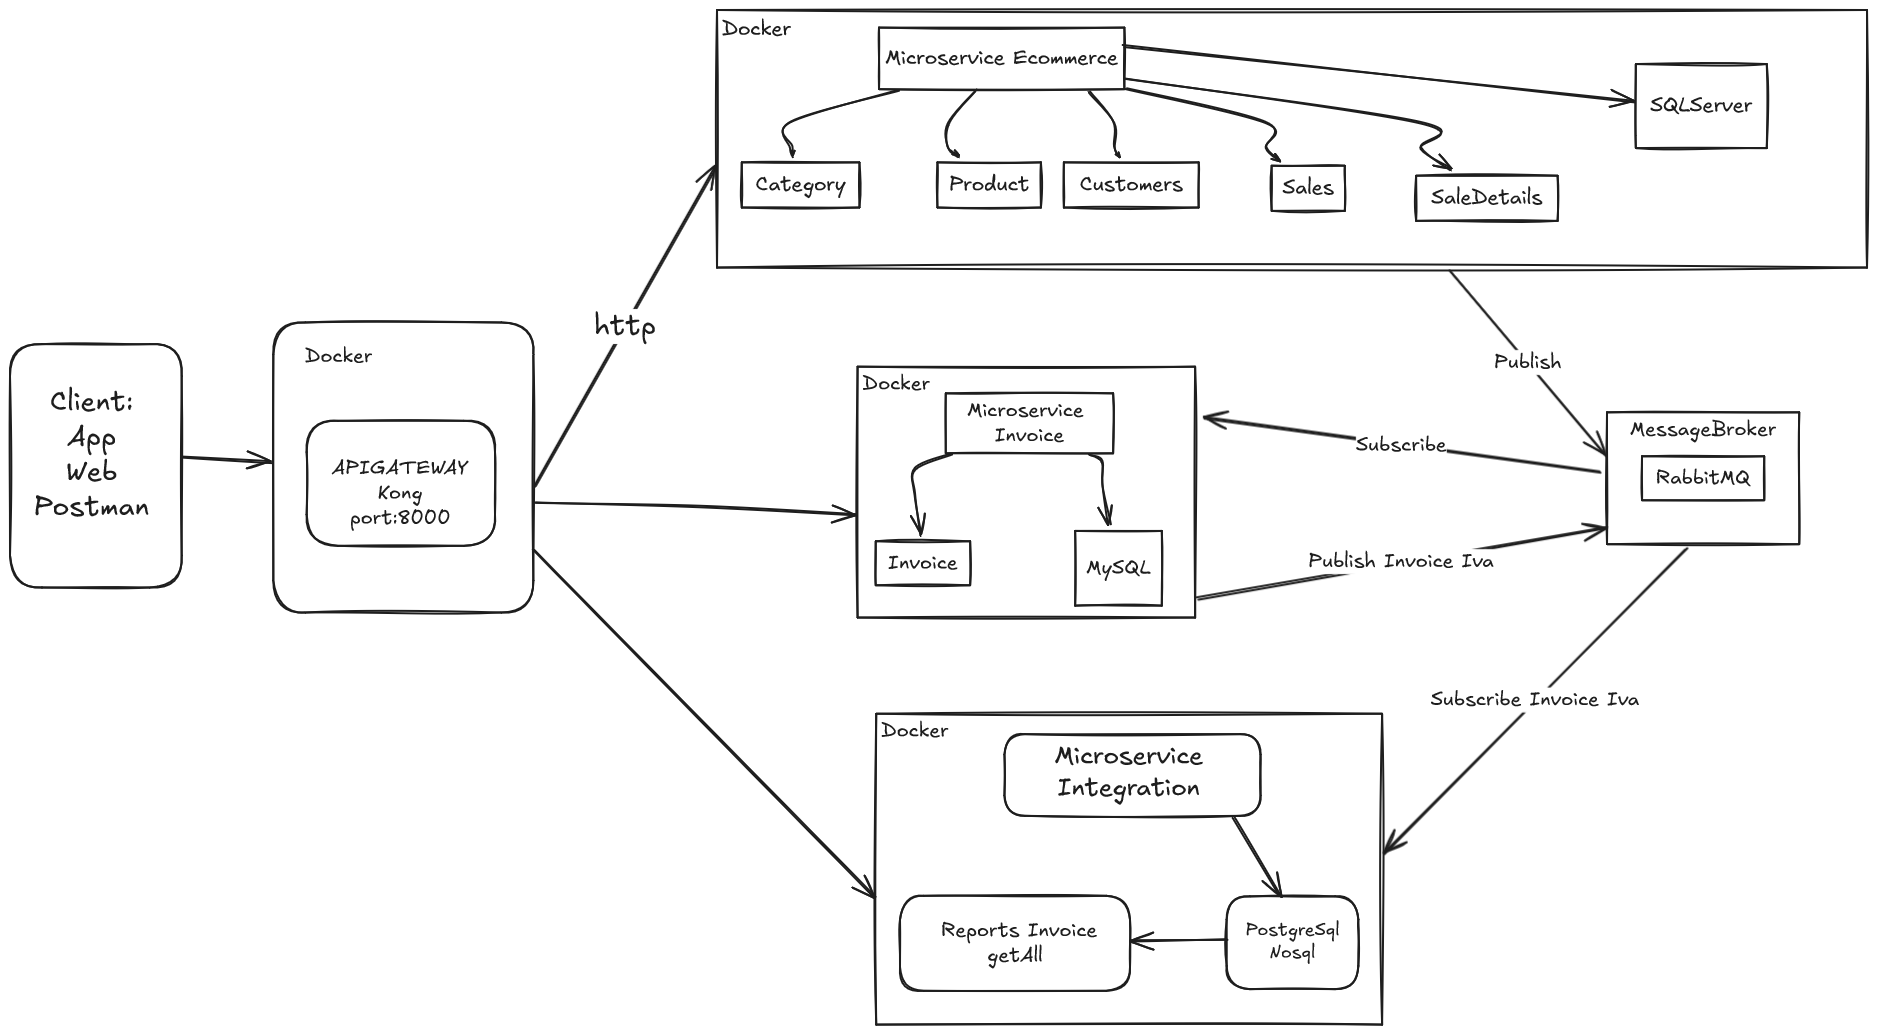 Docker
Microservice Ecommerce
SQLServer
Category
Product
Customers
Sales
SaleDetails
http
Publish
Client:
App
Web
Postman
Docker
APIGATEWAY
Kong
port:8000
Docker
Microservice
Invoice
Invoice
MySQL
Subscribe
MessageBroker
RabbitMQ
Publish Invoice Iva
Subscribe Invoice Iva
Docker
Microservice
Integration
Reports Invoice
getAll
PostgreSql
Nosql